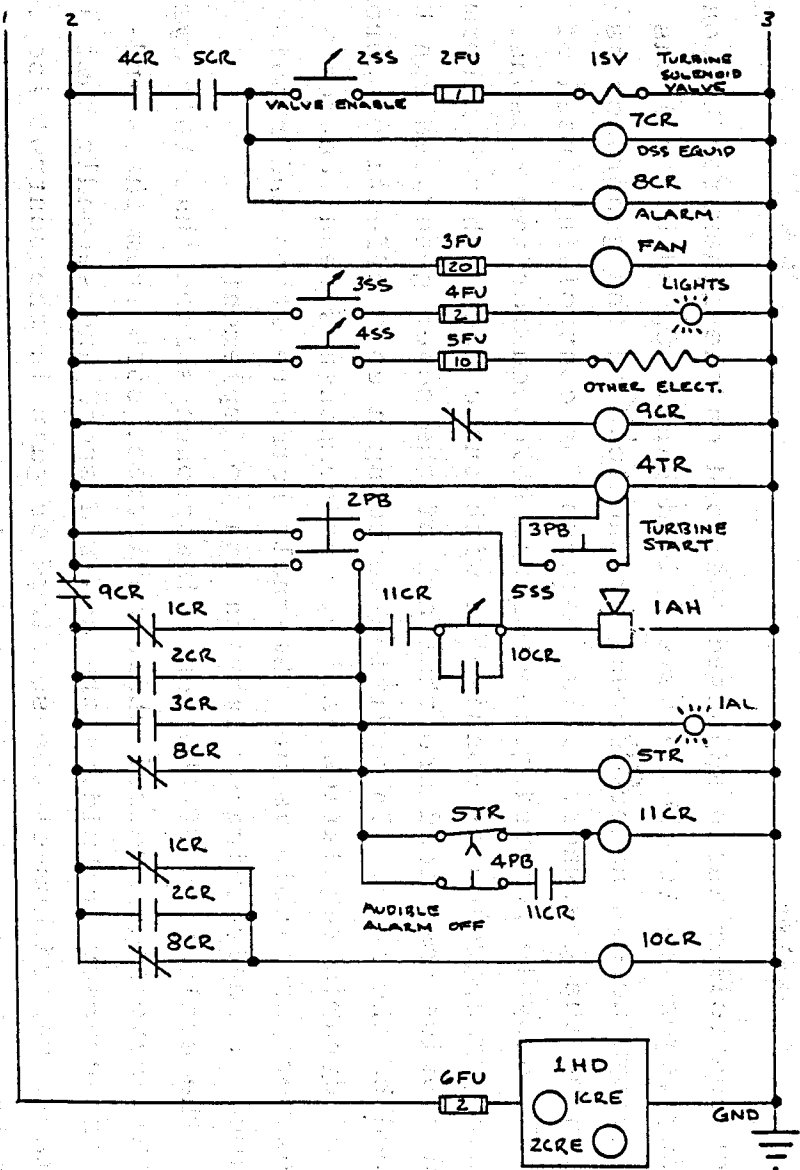 1 2 3
4CR 5CR 2SS 2FU 1SV TURBINE
SOLENOID
VALVE
VALVE ENABLE 1
7CR
DSS EQUIP
8CR
ALARM
3FU FAN
20
3SS 4FU LIGHTS
2
4SS 5FU
10
OTHER ELECT.
9CR
4TR
2PB
3PB TURBINE
START
9CR
1CR 11CR 5SS 1AH
2CR 10CR
3CR 1AL
8CR 5TR
5TR 11CR
1CR 4PB
2CR 11CR
AUDIBLE
ALARM OFF
8CR 10CR
1HD
6FU
2 1CRE
GND
2CRE